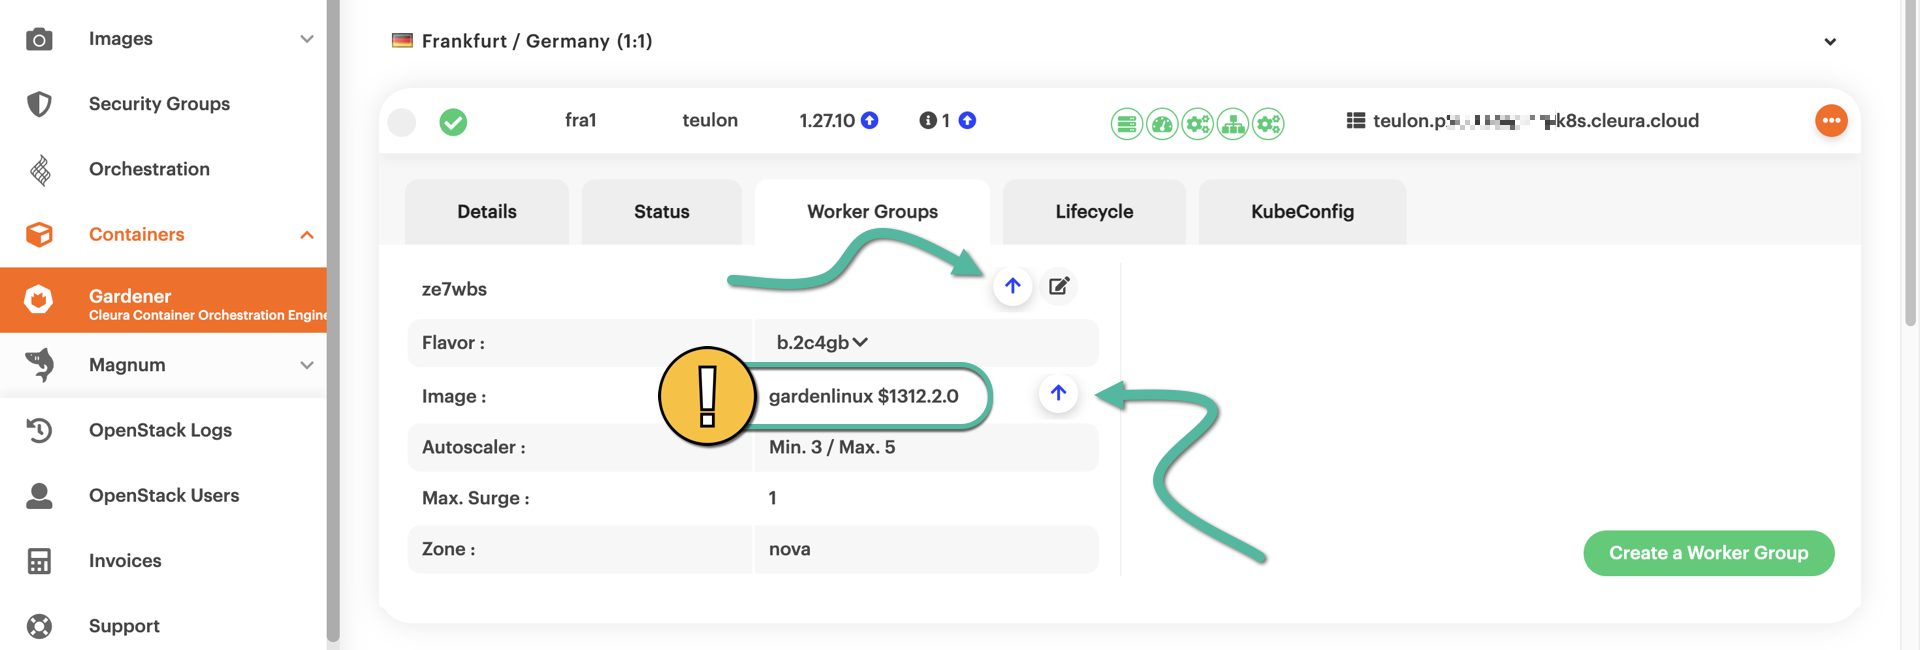 Images
Security Groups
Orchestration
Containers
Gardener
Cleura Container Orchestration Engine
Magnum
OpenStack Logs
OpenStack Users
Invoices
Support
Frankfurt / Germany (1:1)
fra1 teulon 1.27.10 1 teulon.p k8s.cleura.cloud
Details Status Worker Groups Lifecycle KubeConfig
ze7wbs
Flavor : b.2c4gb
Image : gardenlinux $1312.2.0
Autoscaler : Min. 3 / Max. 5
Max. Surge : 1
Zone : nova
Create a Worker Group